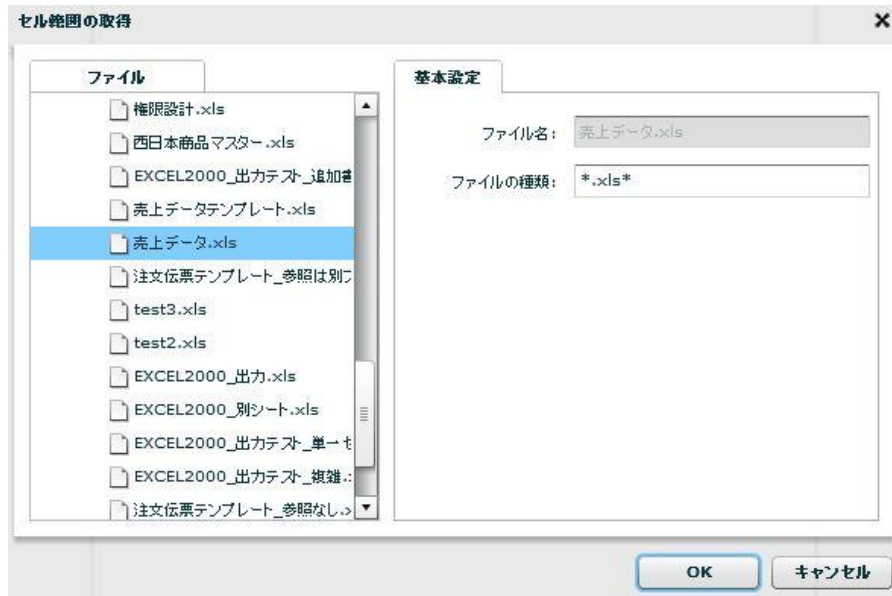 セル範囲の取得
ファイル
権限設計.xls
西日本商品マスター.xls
EXCEL2000_出力テスト_追加書
売上データテンプレート.xls
売上データ.xls
注文伝票テンプレート_参照は別フ
test3.xls
test2.xls
EXCEL2000_出力.xls
EXCEL2000_別シート.xls
EXCEL2000_出力テスト_単一セ
EXCEL2000_出力テスト_複雑.
注文伝票テンプレート_参照なし.x
基本設定
ファイル名: 売上データ.xls
ファイルの種類: *.xls*
OK キャンセル